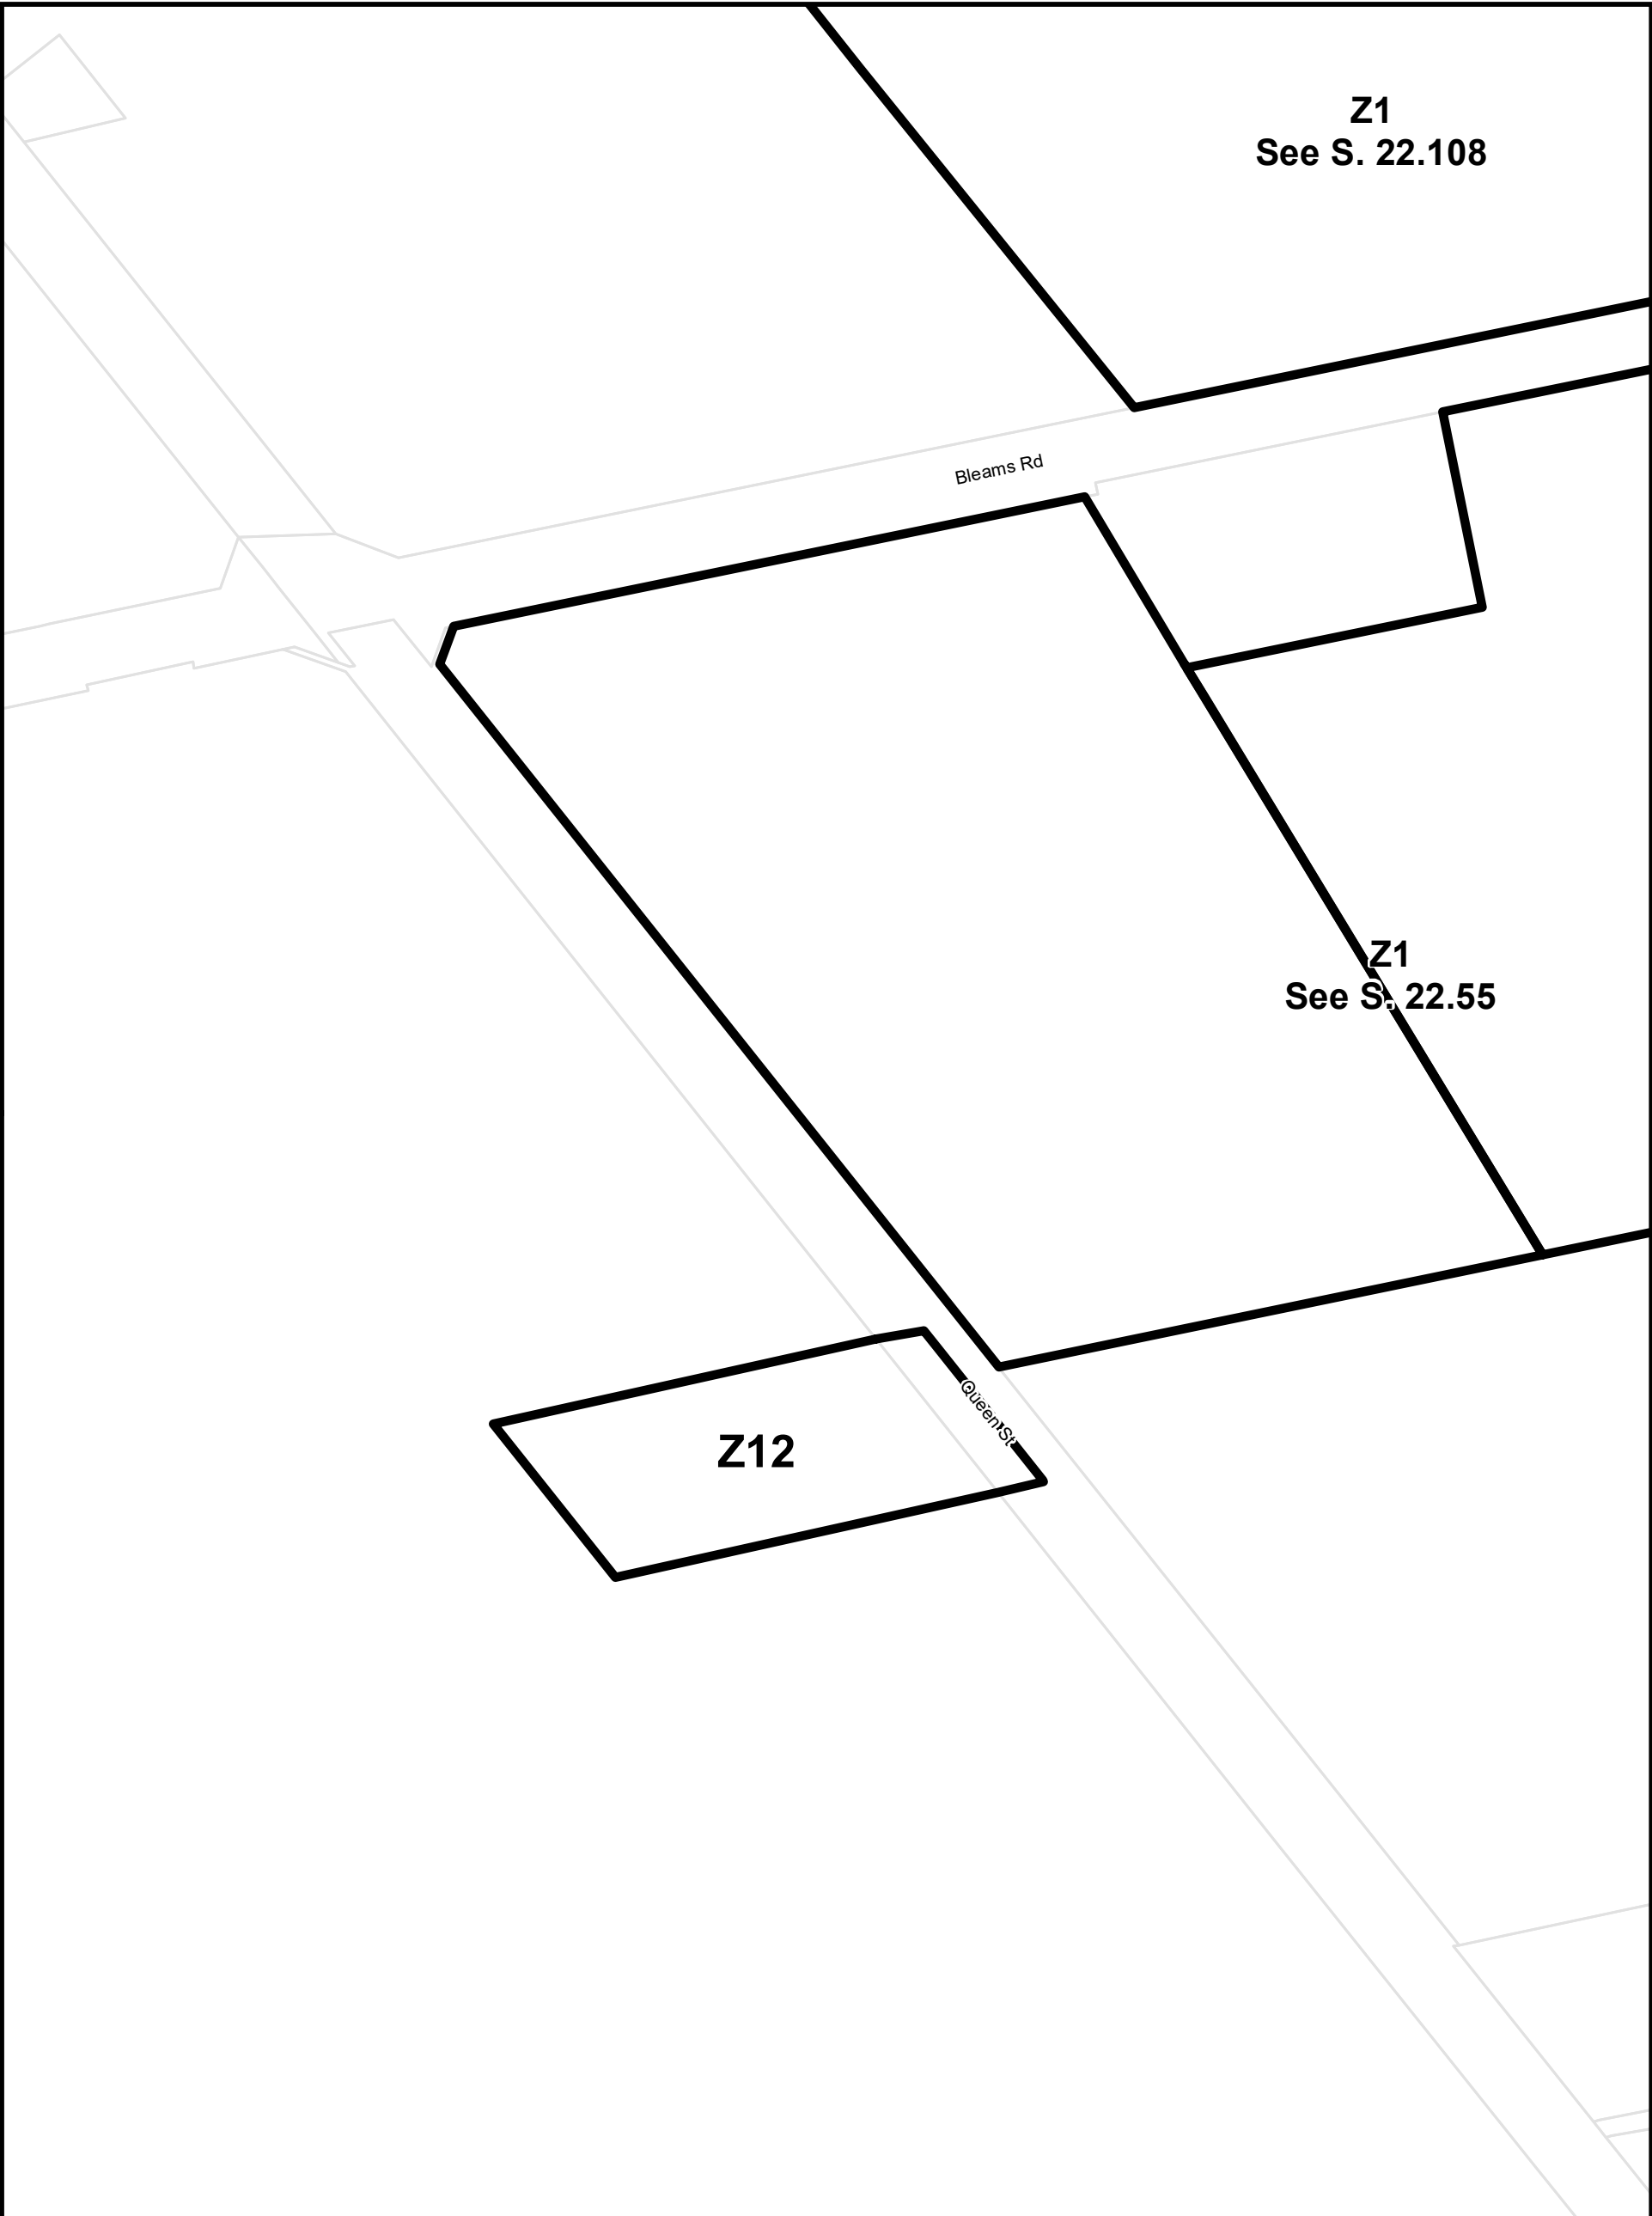 Z1
See S. 22.108
Bleams Rd
Z1
See S. 22.55
Queen St
Z12